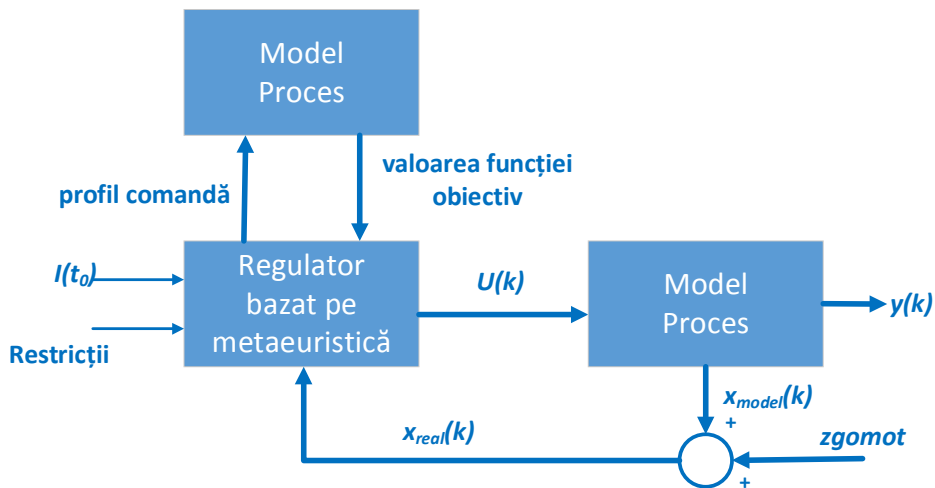 Model
Proces
profil comandă
valoarea funcției
obiectiv
I(t0)
Restricții
Regulator
bazat pe
metaeuristică
U(k)
Model
Proces
y(k)
xmodel(k)
+
zgomot
+
xreal(k)